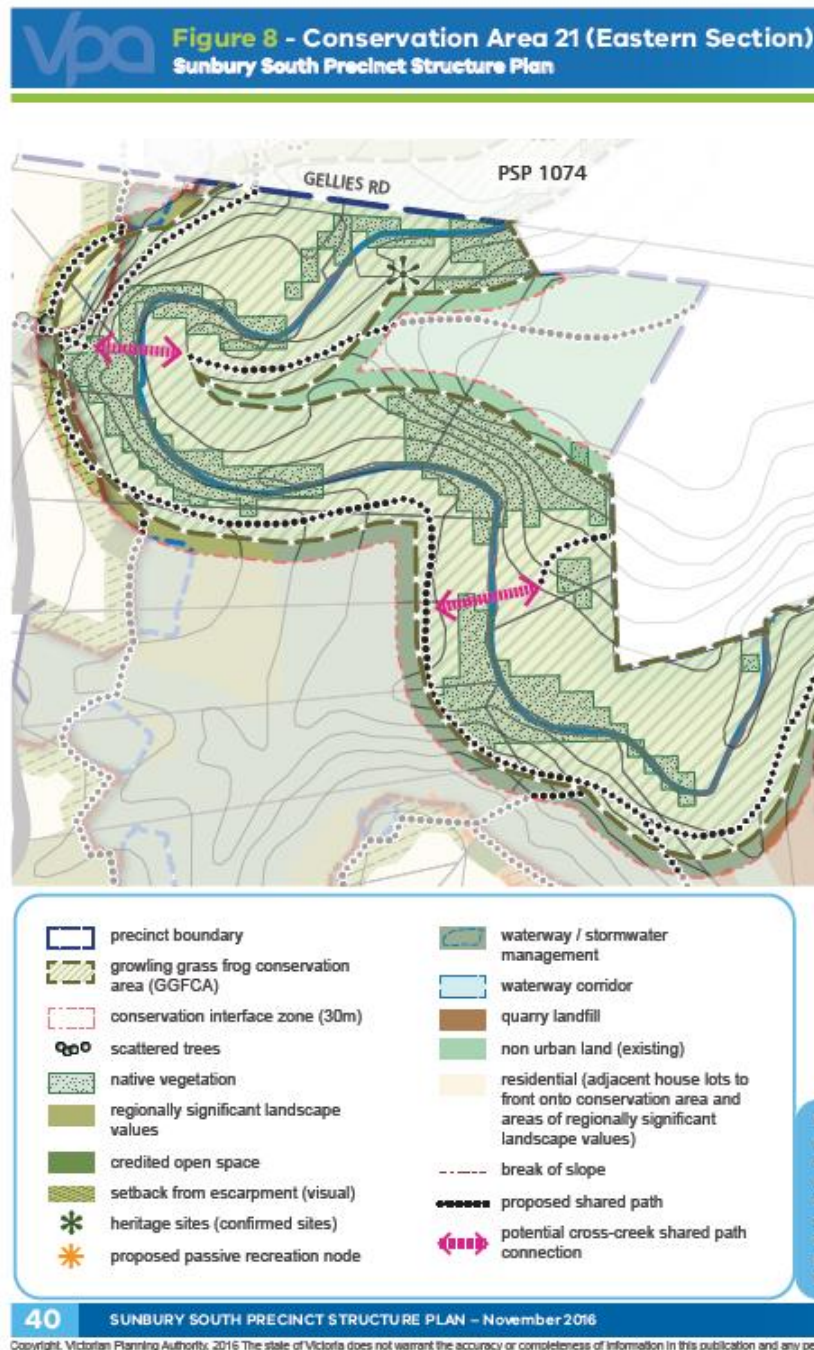 vpa
Figure 8 - Conservation Area 21 (Eastern Section)
Sunbury South Precinct Structure Plan
GELLIES RD
PSP 1074
precinct boundary
growling grass frog conservation
area (GGFCA)
conservation interface zone (30m)
scattered trees
native vegetation
regionally significant landscape
values
credited open space
setback from escarpment (visual)
heritage sites (confirmed sites)
proposed passive recreation node
waterway / stormwater
management
waterway corridor
quarry landfill
non urban land (existing)
residential (adjacent house lots to
front onto conservation area and
areas of regionally significant
landscape values)
break of slope
proposed shared path
potential cross-creek shared path
connection
40 SUNBURY SOUTH PRECINCT STRUCTURE PLAN – November 2016
Copyright. Victorian Planning Authority. 2016 The state of Victoria does not warrant the accuracy or completeness of information in this publication and any